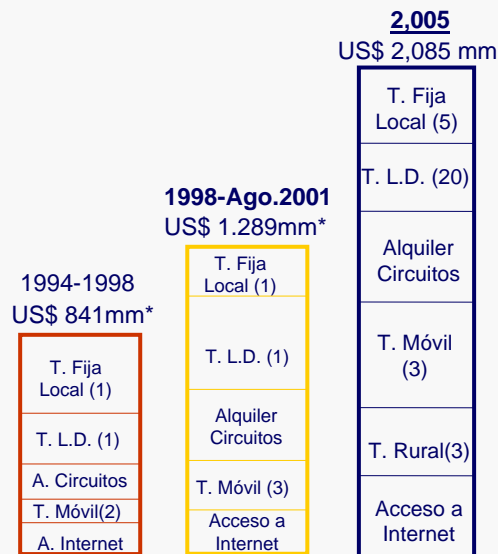 1994-1998
US$ 841mm*
T. Fija
Local (1)
T. L.D. (1)
A. Circuitos
T. Móvil(2)
A. Internet
1998-Ago.2001
US$ 1.289mm*
T. Fija
Local (1)
T. L.D. (1)
Alquiler
Circuitos
T. Móvil (3)
Acceso a
Internet
2,005
US$ 2,085 mm
T. Fija
Local (5)
T. L.D. (20)
Alquiler
Circuitos
T. Móvil
(3)
T. Rural(3)
Acceso a
Internet